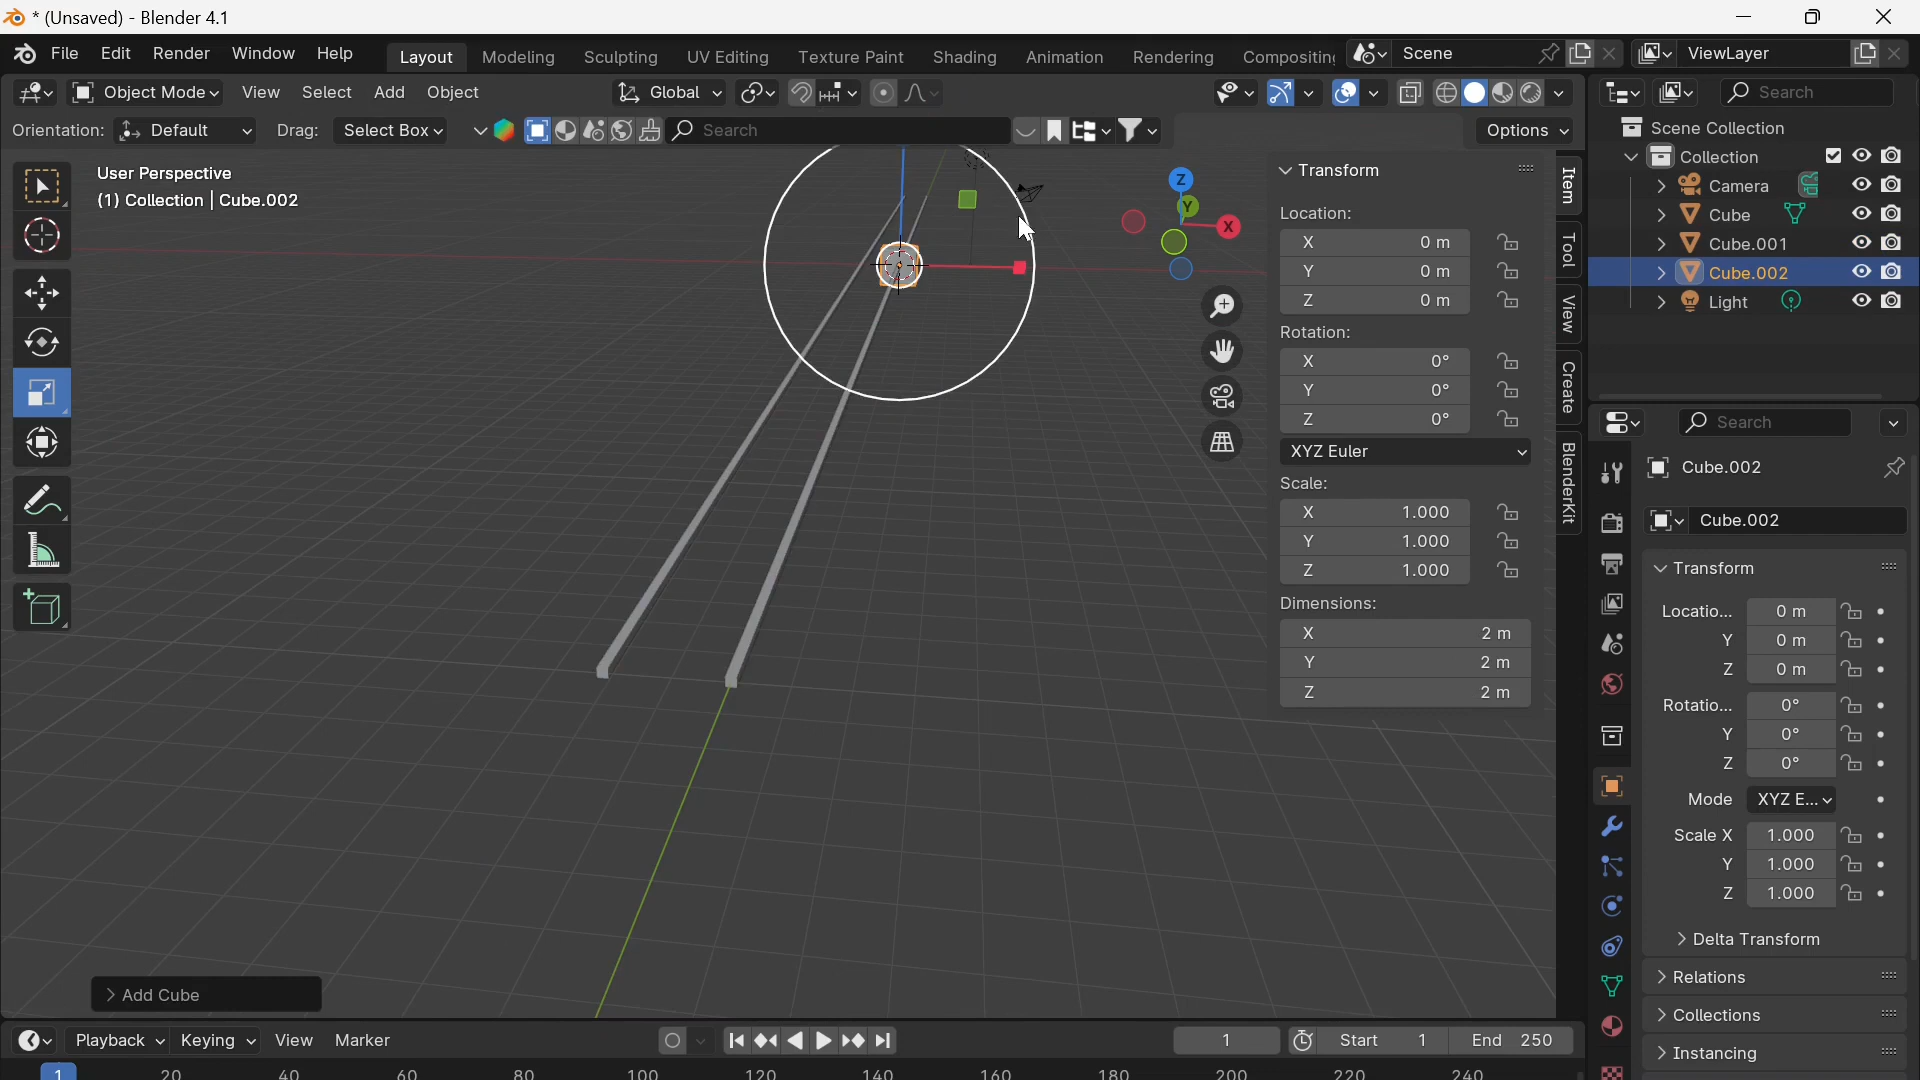 * (Unsaved) - Blender 4.1
File Edit Render Window Help Layout Modeling Sculpting UV Editing Texture Paint Shading Animation Rendering Compositing Scene ViewLayer
Object Mode View Select Add Object Global Search
Orientation: Default Drag: Select Box Search Options
User Perspective
(1) Collection | Cube.002
Z
Y
X
Transform
Location:
X 0 m
Y 0 m
Z 0 m
Rotation:
X 0°
Y 0°
Z 0°
XYZ Euler
Scale:
X 1.000
Y 1.000
Z 1.000
Dimensions:
X 2 m
Y 2 m
Z 2 m
Item
Tool
View
Create
BlenderKit
Scene Collection
Collection
Camera
Cube
Cube.001
Cube.002
Light
Search
Cube.002
Cube.002
Transform
Locatio... 0 m
Y 0 m
Z 0 m
Rotatio... 0°
Y 0°
Z 0°
Mode XYZ E...
Scale X 1.000
Y 1.000
Z 1.000
Delta Transform
Relations
Collections
Instancing
Add Cube
Playback Keying View Marker 1 Start 1 End 250
1 20 40 60 80 100 120 140 160 180 200 220 240